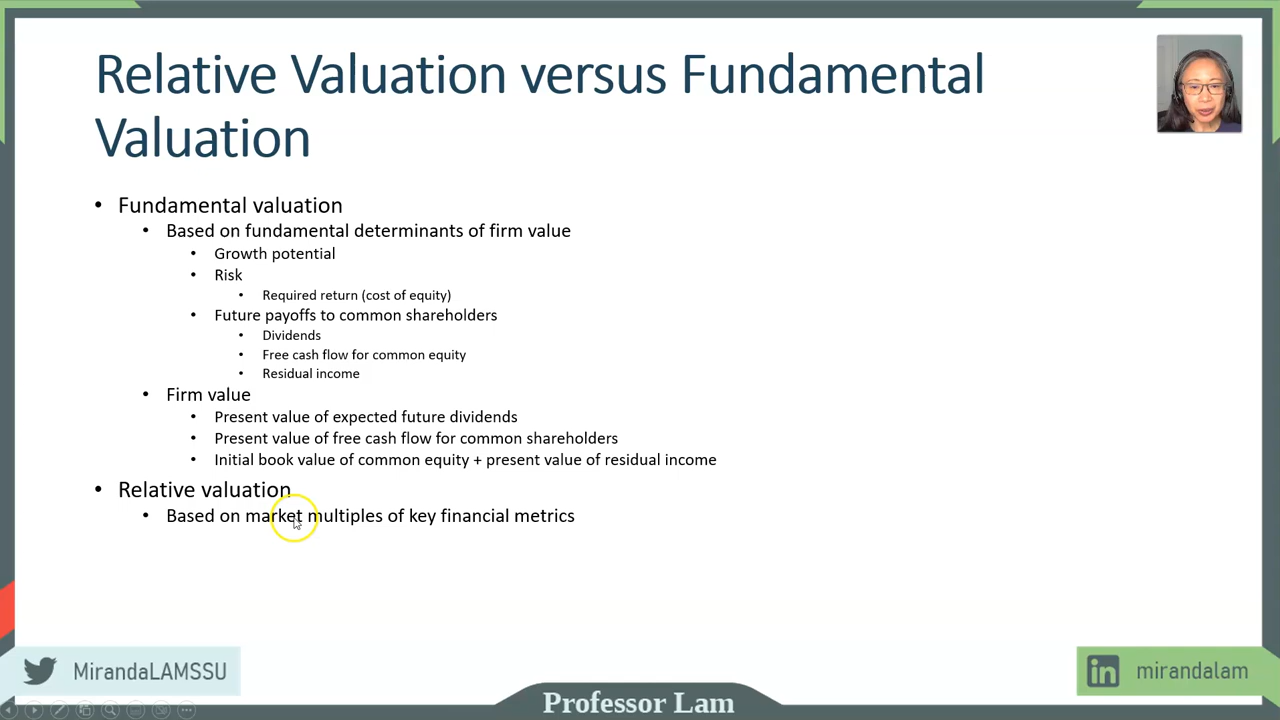 Relative Valuation versus Fundamental
Valuation
• Fundamental valuation
• Based on fundamental determinants of firm value
• Growth potential
• Risk
• Required return (cost of equity)
• Future payoffs to common shareholders
• Dividends
• Free cash flow for common equity
• Residual income
• Firm value
• Present value of expected future dividends
• Present value of free cash flow for common shareholders
• Initial book value of common equity + present value of residual income
• Relative valuation
• Based on market multiples of key financial metrics
MirandaLAMSSU
in mirandalam
Professor Lam